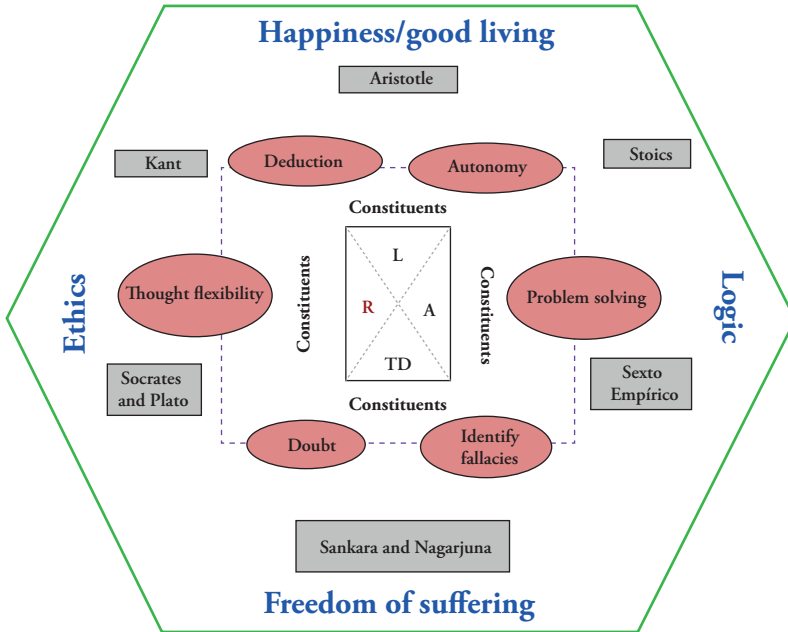 Happiness/good living
Aristotle
Kant
Stoics
Deduction
Autonomy
Constituents
Ethics
Thought flexibility
Constituents
L
R
A
TD
Constituents
Problem solving
Logic
Socrates
and Plato
Sexto
Empírico
Constituents
Doubt
Identify
fallacies
Sankara and Nagarjuna
Freedom of suffering